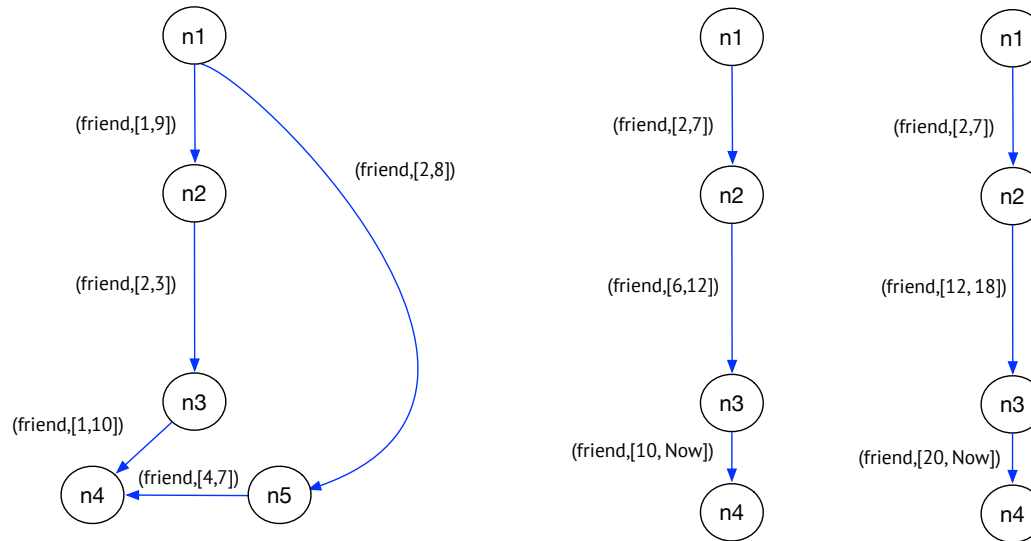 n1
(friend,[1,9])
(friend,[2,8])
n2
(friend,[2,3])
n3
(friend,[1,10])
(friend,[4,7])
n4
n5
n1
(friend,[2,7])
n2
(friend,[6,12])
n3
(friend,[10, Now])
n4
n1
(friend,[2,7])
n2
(friend,[12, 18])
n3
(friend,[20, Now])
n4